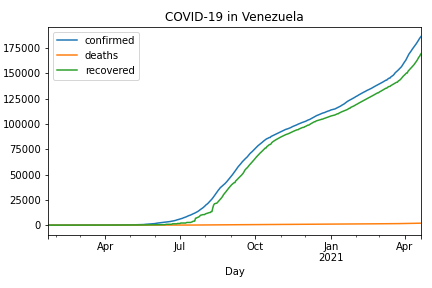 COVID-19 in Venezuela
confirmed
deaths
recovered
175000
150000
125000
100000
75000
50000
25000
0
Apr
Jul
Oct
Jan
2021
Apr
Day